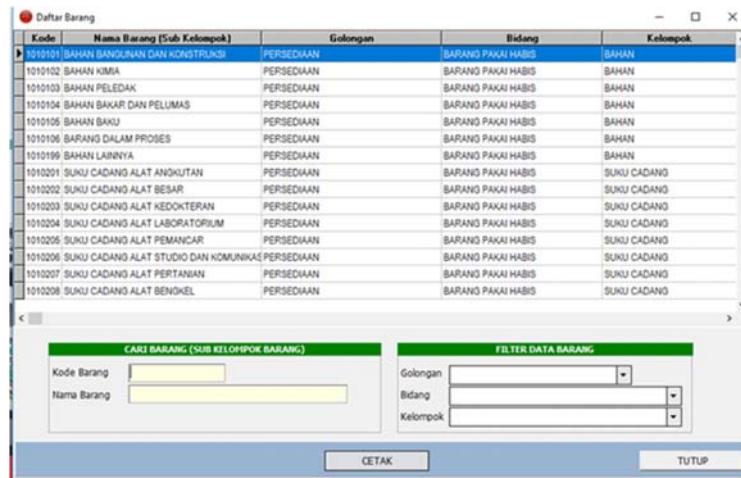 Daftar Barang
Kode Nama Barang (Sub Kelompok) Golongan Bidang Kelompok
1010101 BAHAN BANGUNAN DAN KONSTRUKSI PERSEDIAAN BARANG PAKAI HABIS BAHAN
1010102 BAHAN KIMIA PERSEDIAAN BARANG PAKAI HABIS BAHAN
1010103 BAHAN PELEDAK PERSEDIAAN BARANG PAKAI HABIS BAHAN
1010104 BAHAN BAKAR DAN PELUMAS PERSEDIAAN BARANG PAKAI HABIS BAHAN
1010105 BAHAN BAKU PERSEDIAAN BARANG PAKAI HABIS BAHAN
1010106 BARANG DALAM PROSES PERSEDIAAN BARANG PAKAI HABIS BAHAN
1010199 BAHAN LAINNYA PERSEDIAAN BARANG PAKAI HABIS BAHAN
1010201 SUKU CADANG ALAT ANGKUTAN PERSEDIAAN BARANG PAKAI HABIS SUKU CADANG
1010202 SUKU CADANG ALAT BESAR PERSEDIAAN BARANG PAKAI HABIS SUKU CADANG
1010203 SUKU CADANG ALAT KEDOKTERAN PERSEDIAAN BARANG PAKAI HABIS SUKU CADANG
1010204 SUKU CADANG ALAT LABORATORIUM PERSEDIAAN BARANG PAKAI HABIS SUKU CADANG
1010205 SUKU CADANG ALAT PEMANCAR PERSEDIAAN BARANG PAKAI HABIS SUKU CADANG
1010206 SUKU CADANG ALAT STUDIO DAN KOMUNIKAS PERSEDIAAN BARANG PAKAI HABIS SUKU CADANG
1010207 SUKU CADANG ALAT PERTANIAN PERSEDIAAN BARANG PAKAI HABIS SUKU CADANG
1010208 SUKU CADANG ALAT BENGKEL PERSEDIAAN BARANG PAKAI HABIS SUKU CADANG
CARI BARANG (SUB KELOMPOK BARANG)
Kode Barang
Nama Barang
FILTER DATA BARANG
Golongan
Bidang
Kelompok
CETAK
TUTUP